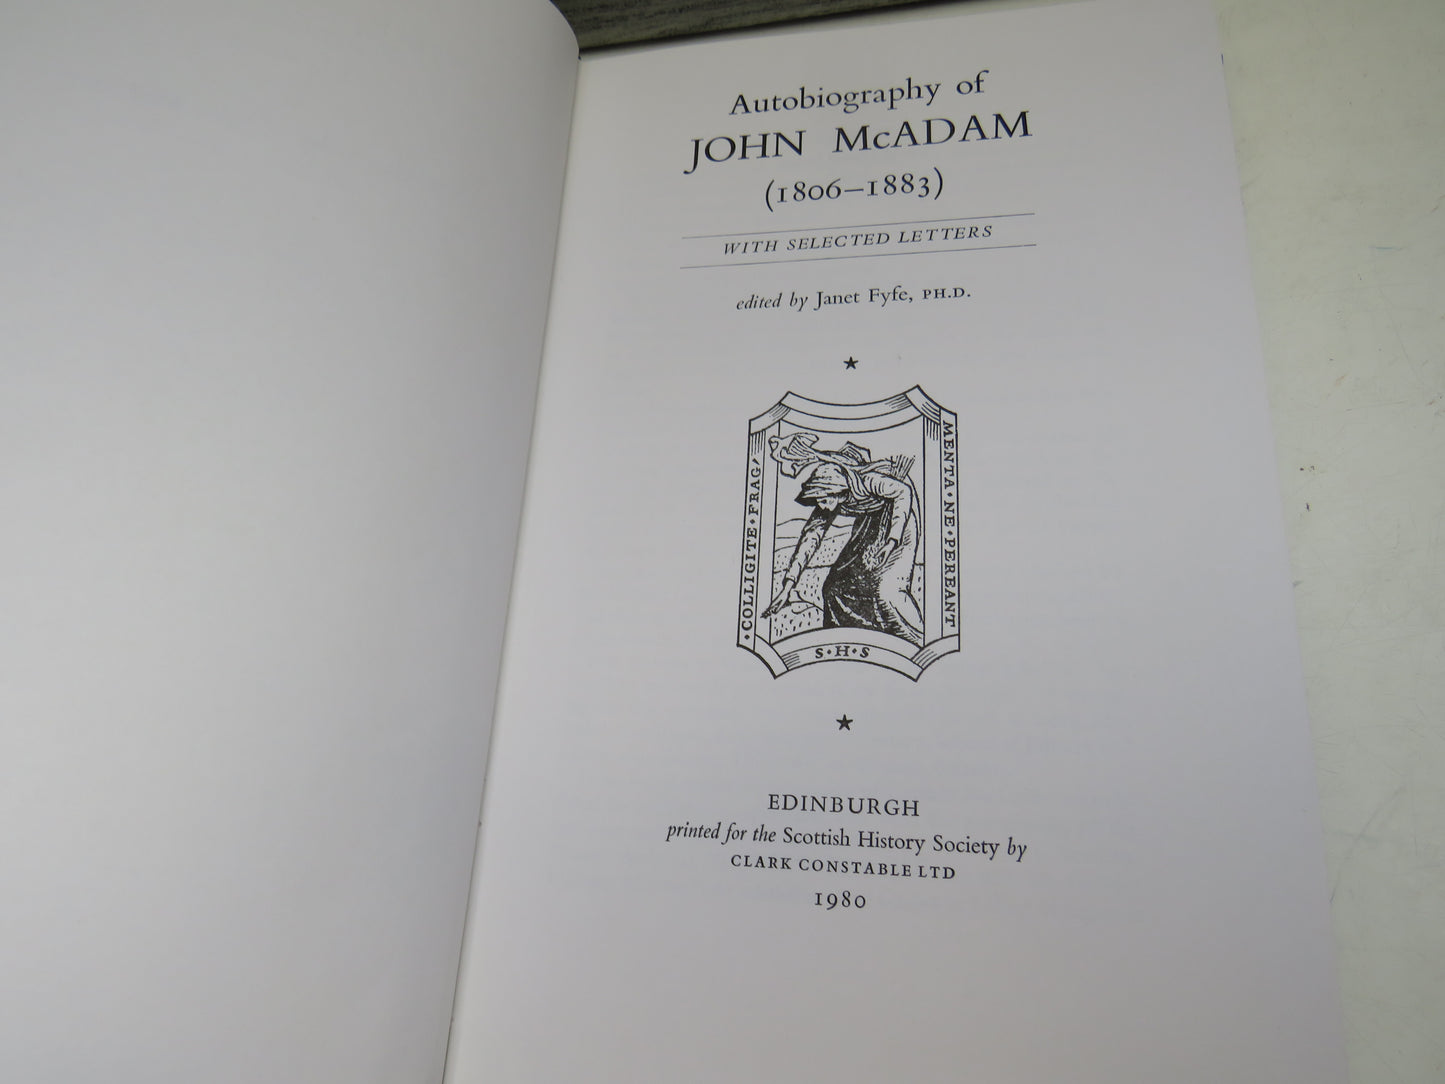 Autobiography of
JOHN McADAM
(1806–1883)
WITH SELECTED LETTERS
edited by Janet Fyfe, PH.D.
★
· COLLIGITE · FRAG/
MENTA · NE · PEREANT
S · H · S
★
EDINBURGH
printed for the Scottish History Society by
CLARK CONSTABLE LTD
1980